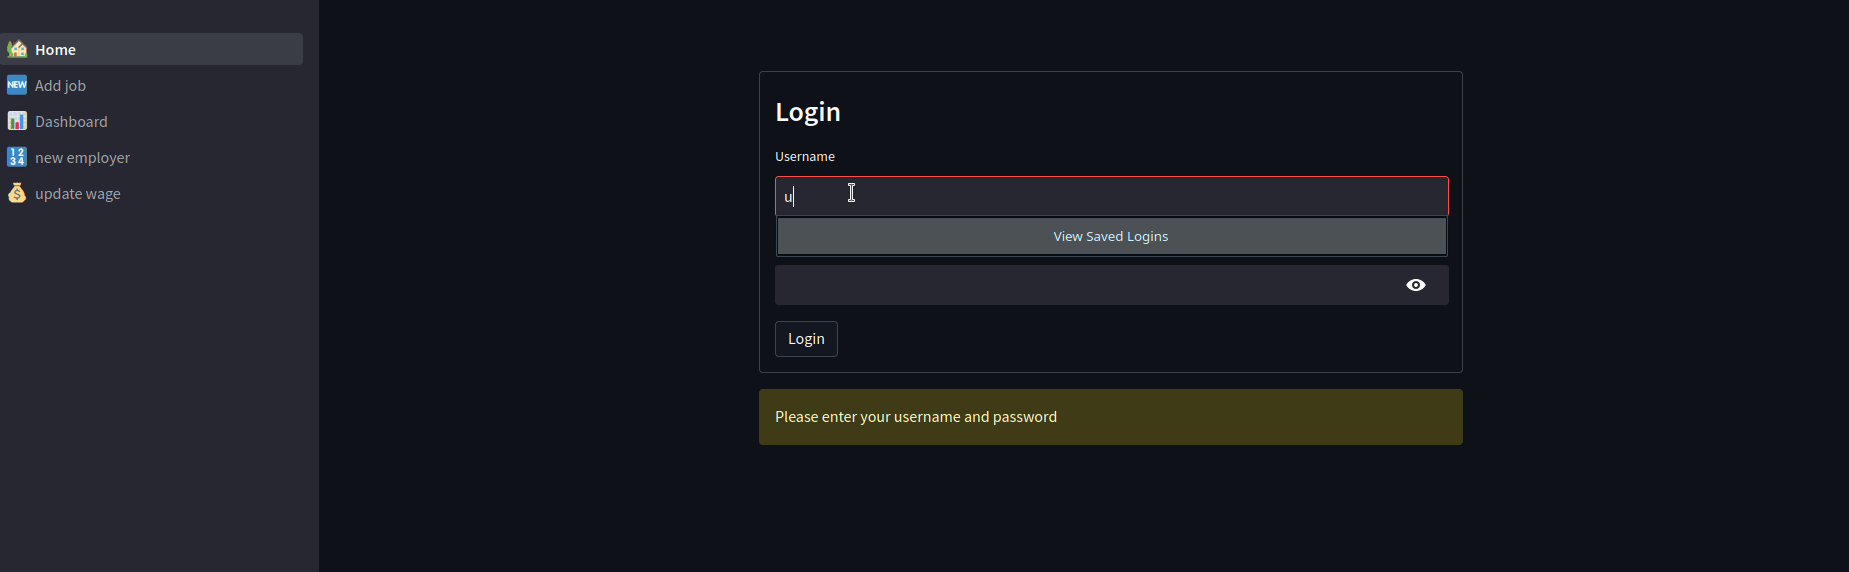 Home
NEW Add job
Dashboard
1234 new employer
update wage
Login
Username
u
View Saved Logins
Login
Please enter your username and password